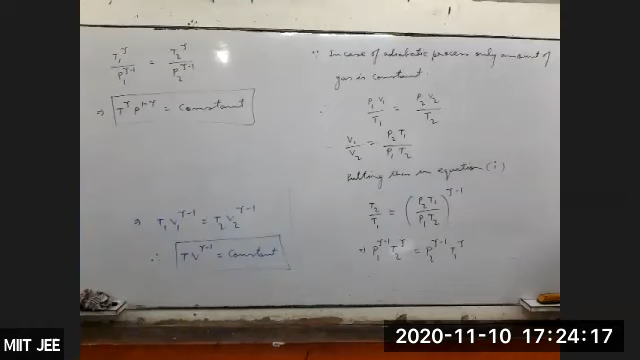 T₁^γ / P₁^(γ-1) = T₂^γ / P₂^(γ-1)
⇒ T^γ P^(1-γ) = Constant
⇒ T₁V₁^(γ-1) = T₂V₂^(γ-1)
∴ TV^(γ-1) = Constant
∵ In case of adiabatic process only amount of
gas is constant.
∴ P₁V₁/T₁ = P₂V₂/T₂
V₁/V₂ = P₂T₁/P₁T₂
Putting this in equation (i)
T₂/T₁ = (P₂T₁/P₁T₂)^(γ-1)
⇒ P₁^(γ-1) T₂^γ = P₂^(γ-1) T₁^γ
MIIT JEE
2020-11-10 17:24:17